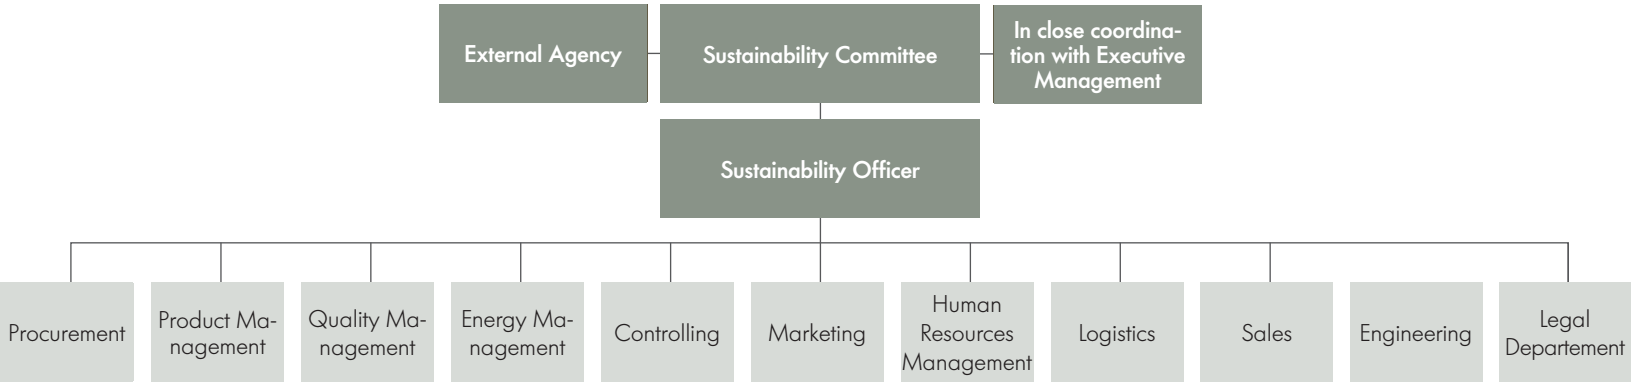 External Agency
Sustainability Committee
In close coordina-
tion with Executive
Management
Sustainability Officer
Procurement
Product Ma-
nagement
Quality Ma-
nagement
Energy Ma-
nagement
Controlling
Marketing
Human
Resources
Management
Logistics
Sales
Engineering
Legal
Departement